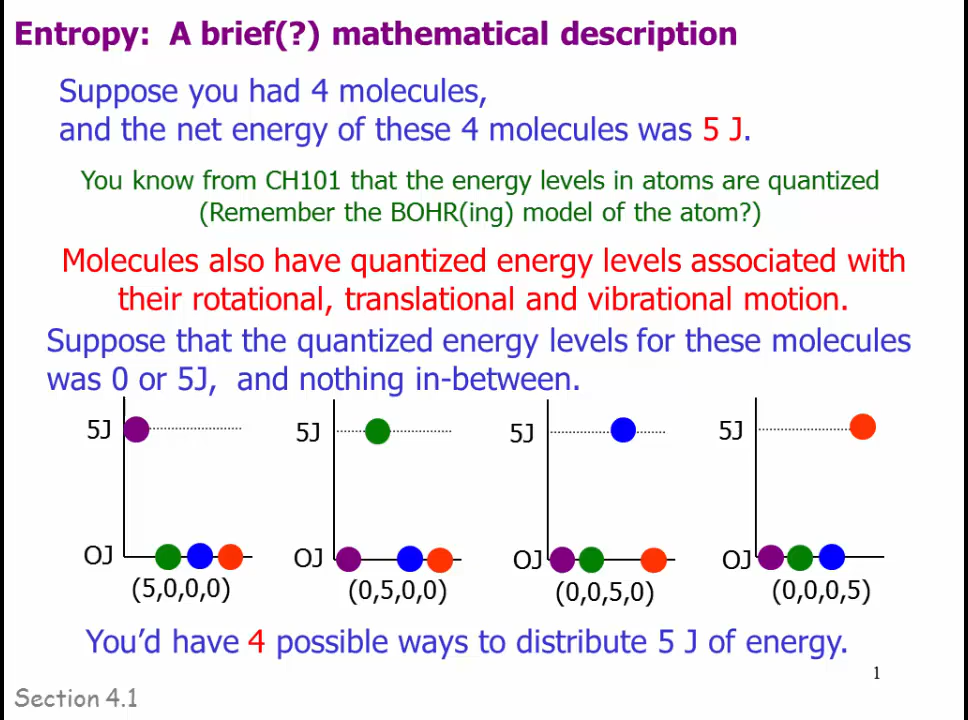 Entropy: A brief(?) mathematical description
Suppose you had 4 molecules,
and the net energy of these 4 molecules was 5 J.
You know from CH101 that the energy levels in atoms are quantized
(Remember the BOHR(ing) model of the atom?)
Molecules also have quantized energy levels associated with
their rotational, translational and vibrational motion.
Suppose that the quantized energy levels for these molecules
was 0 or 5J, and nothing in-between.
5J 5J 5J 5J
OJ OJ OJ OJ
(5,0,0,0) (0,5,0,0) (0,0,5,0) (0,0,0,5)
You'd have 4 possible ways to distribute 5 J of energy.
1
Section 4.1